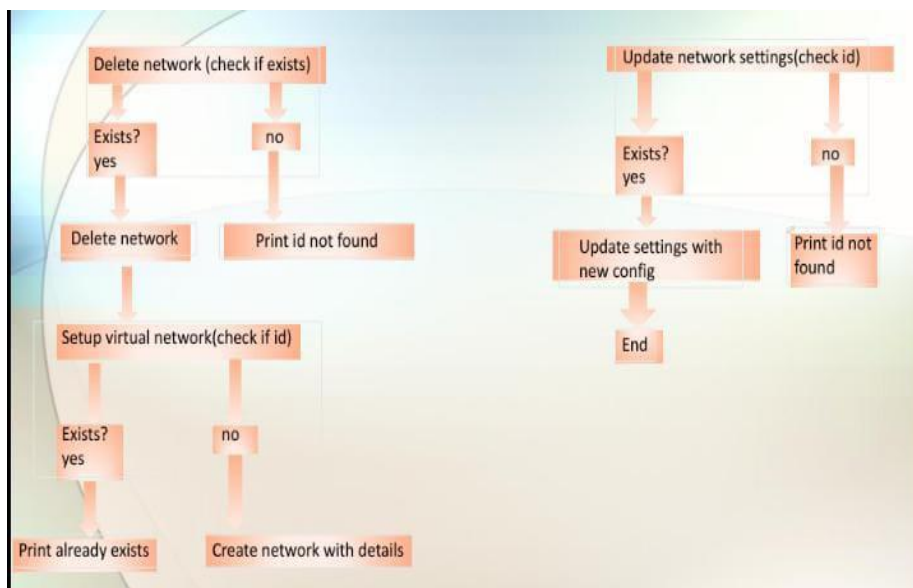 Delete network (check if exists)
Exists?
yes
no
Delete network
Print id not found
Setup virtual network(check if id)
Exists?
yes
no
Print already exists
Create network with details
Update network settings(check id)
Exists?
yes
no
Update settings with
new config
Print id not
found
End